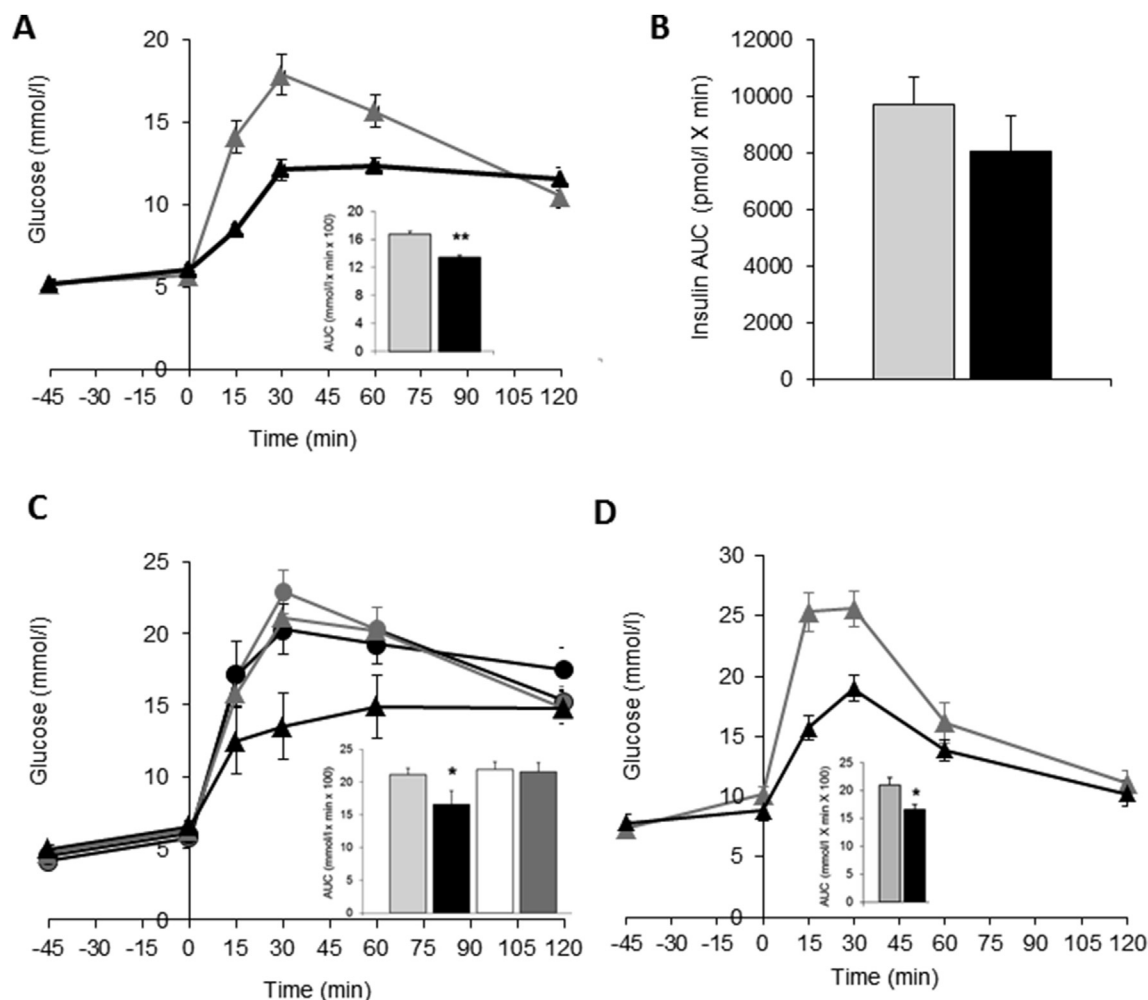 A
Glucose (mmol/l)
20
15
10
5
0
-45 -30 -15 0 15 30 45 60 75 90 105 120
Time (min)
AUC (mmol/lx min x 100)
20
16
12
8
4
0
**
B
Insulin AUC (pmol/l X min)
12000
10000
8000
6000
4000
2000
0
C
Glucose (mmol/l)
25
20
15
10
5
0
-45 -30 -15 0 15 30 45 60 75 90 105 120
Time (min)
AUC (mmol/lx min x 100)
25
20
15
10
5
0
*
D
Glucose (mmol/l)
30
25
20
15
10
5
0
-45 -30 -15 0 15 30 45 60 75 90 105 120
Time (min)
AUC (mmol/l X min X 100)
25
20
15
10
5
0
*